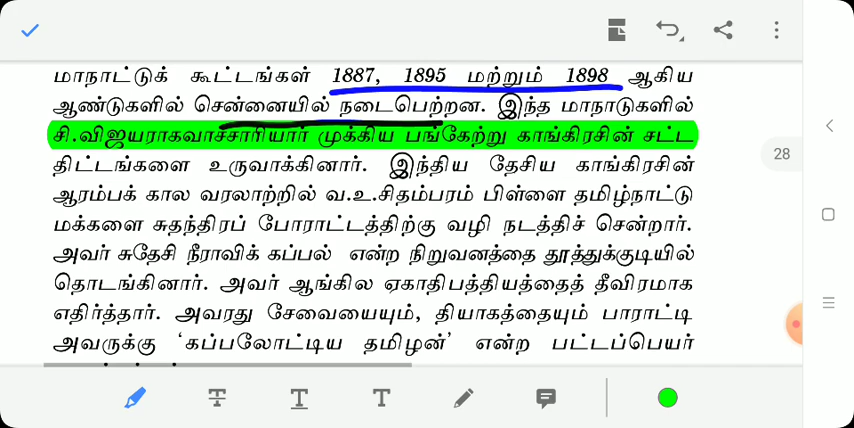 மாநாட்டுக் கூட்டங்கள் 1887, 1895 மற்றும் 1898 ஆகிய
ஆண்டுகளில் சென்னையில் நடைபெற்றன. இந்த மாநாடுகளில்
சி.விஜயராகவாச்சாரியார் முக்கிய பங்கேற்று காங்கிரசின் சட்ட
திட்டங்களை உருவாக்கினார். இந்திய தேசிய காங்கிரசின்
ஆரம்பக் கால வரலாற்றில் வ.உ.சிதம்பரம் பிள்ளை தமிழ்நாட்டு
மக்களை சுதந்திரப் போராட்டத்திற்கு வழி நடத்திச் சென்றார்.
அவர் சுதேசி நீராவிக் கப்பல் என்ற நிறுவனத்தை தூத்துக்குடியில்
தொடங்கினார். அவர் ஆங்கில ஏகாதிபத்தியத்தைத் தீவிரமாக
எதிர்த்தார். அவரது சேவையையும், தியாகத்தையும் பாராட்டி
அவருக்கு ‘கப்பலோட்டிய தமிழன்’ என்ற பட்டப்பெயர்
28